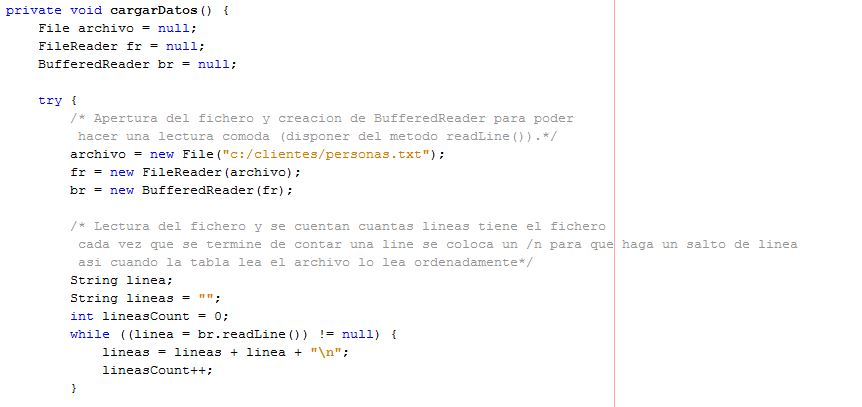 private void cargarDatos() {
File archivo = null;
FileReader fr = null;
BufferedReader br = null;
try {
/* Apertura del fichero y creacion de BufferedReader para poder
hacer una lectura comoda (disponer del metodo readLine()).*/
archivo = new File("c:/clientes/personas.txt");
fr = new FileReader(archivo);
br = new BufferedReader(fr);
/* Lectura del fichero y se cuentan cuantas lineas tiene el fichero
cada vez que se termine de contar una line se coloca un /n para que haga un salto de linea
asi cuando la tabla lea el archivo lo lea ordenadamente*/
String linea;
String lineas = "";
int lineasCount = 0;
while ((linea = br.readLine()) != null) {
lineas = lineas + linea + "\n";
lineasCount++;
}